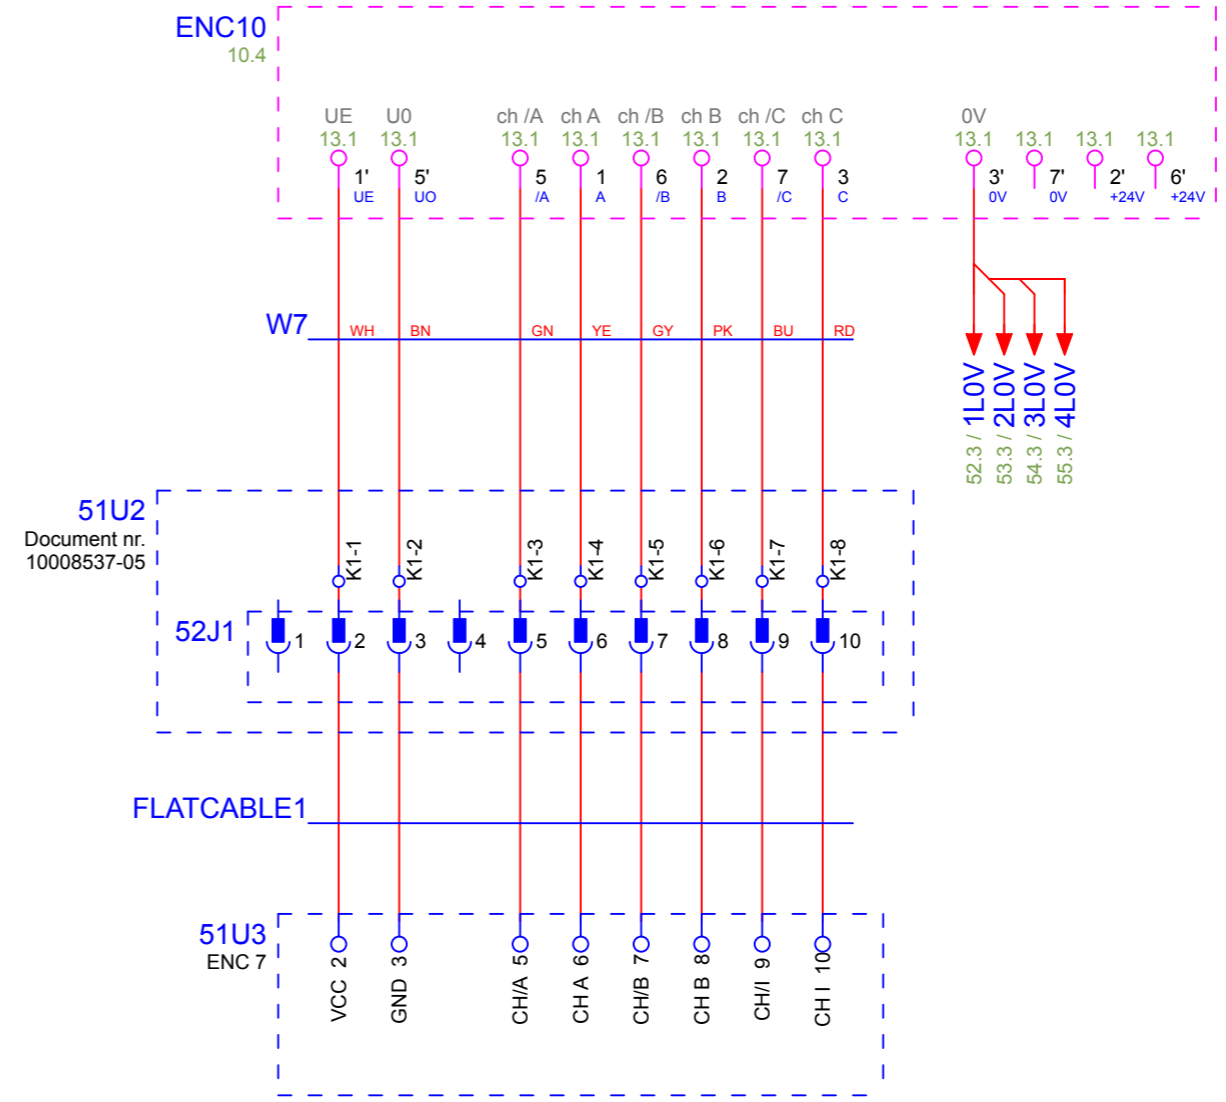 ENC10
10.4
UE U0 ch /A ch A ch /B ch B ch /C ch C 0V
13.1 13.1 13.1 13.1 13.1 13.1 13.1 13.1 13.1 13.1 13.1 13.1
1' 5' 5 1 6 2 7 3 3' 7' 2' 6'
UE UO /A A /B B /C C 0V 0V +24V +24V
W7 WH BN GN YE GY PK BU RD
52.3 / 1L0V
53.3 / 2L0V
54.3 / 3L0V
55.3 / 4L0V
51U2
Document nr.
10008537-05
K1-1
K1-2
K1-3
K1-4
K1-5
K1-6
K1-7
K1-8
52J1 1 2 3 4 5 6 7 8 9 10
FLATCABLE1
51U3
ENC 7
VCC 2
GND 3
CH/A 5
CH A 6
CH/B 7
CH B 8
CH/I 9
CH I 10